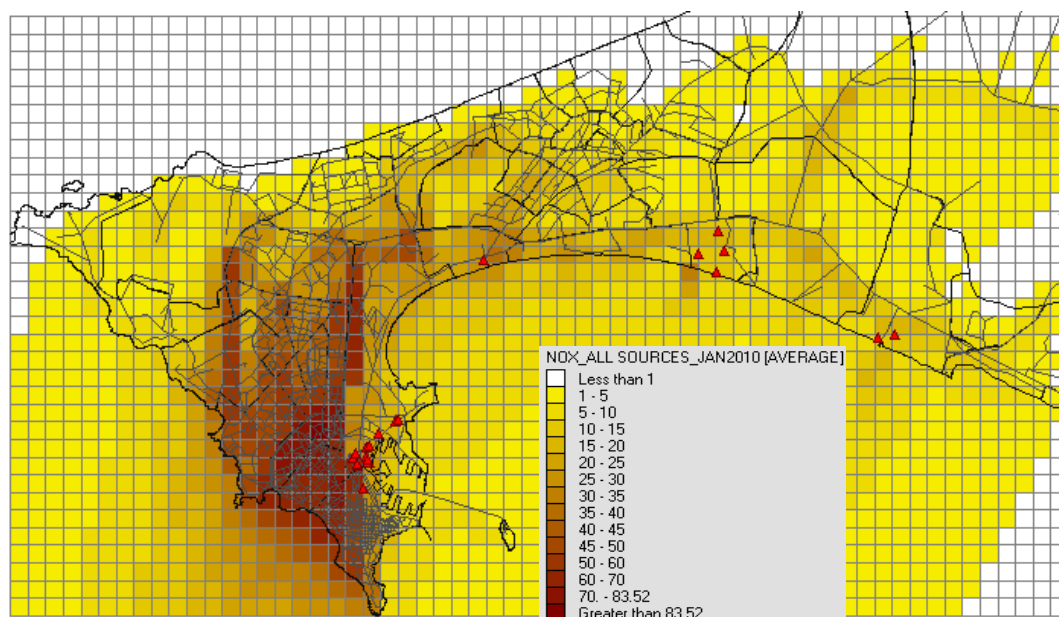 NOX_ALL SOURCES_JAN2010 [AVERAGE]
Less than 1
1 - 5
5 - 10
10 - 15
15 - 20
20 - 25
25 - 30
30 - 35
35 - 40
40 - 45
45 - 50
50 - 60
60 - 70
70. - 83.52
Greater than 83.52